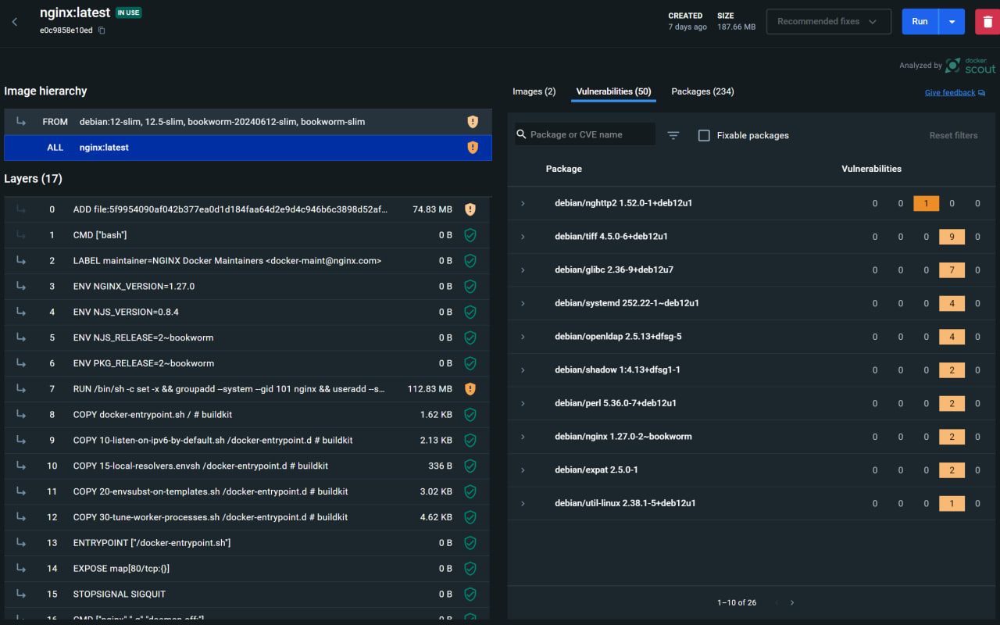 nginx:latest IN USE
e0c9858e10ed
CREATED SIZE
7 days ago 187.66 MB
Recommended fixes
Run
Analyzed by docker scout
Image hierarchy
FROM debian:12-slim, 12.5-slim, bookworm-20240612-slim, bookworm-slim
ALL nginx:latest
Layers (17)
0 ADD file:5f9954090af042b377ea0d1d184faa64d2e9d4c946b6c3898d52af... 74.83 MB
1 CMD ["bash"] 0 B
2 LABEL maintainer=NGINX Docker Maintainers <docker-maint@nginx.com> 0 B
3 ENV NGINX_VERSION=1.27.0 0 B
4 ENV NJS_VERSION=0.8.4 0 B
5 ENV NJS_RELEASE=2~bookworm 0 B
6 ENV PKG_RELEASE=2~bookworm 0 B
7 RUN /bin/sh -c set -x && groupadd --system --gid 101 nginx && useradd --s... 112.83 MB
8 COPY docker-entrypoint.sh / # buildkit 1.62 KB
9 COPY 10-listen-on-ipv6-by-default.sh /docker-entrypoint.d # buildkit 2.13 KB
10 COPY 15-local-resolvers.envsh /docker-entrypoint.d # buildkit 336 B
11 COPY 20-envsubst-on-templates.sh /docker-entrypoint.d # buildkit 3.02 KB
12 COPY 30-tune-worker-processes.sh /docker-entrypoint.d # buildkit 4.62 KB
13 ENTRYPOINT ["/docker-entrypoint.sh"] 0 B
14 EXPOSE map[80/tcp:{}] 0 B
15 STOPSIGNAL SIGQUIT 0 B
16 CMD ["nginx" "-g" "daemon off;"] 0 B
Images (2) Vulnerabilities (50) Packages (234)
Give feedback
Package or CVE name
Fixable packages
Reset filters
Package Vulnerabilities
debian/nghttp2 1.52.0-1+deb12u1 0 0 1 0 0
debian/tiff 4.5.0-6+deb12u1 0 0 0 9 0
debian/glibc 2.36-9+deb12u7 0 0 0 7 0
debian/systemd 252.22-1~deb12u1 0 0 0 4 0
debian/openldap 2.5.13+dfsg-5 0 0 0 4 0
debian/shadow 1:4.13+dfsg1-1 0 0 0 2 0
debian/perl 5.36.0-7+deb12u1 0 0 0 2 0
debian/nginx 1.27.0-2~bookworm 0 0 0 2 0
debian/expat 2.5.0-1 0 0 0 2 0
debian/util-linux 2.38.1-5+deb12u1 0 0 0 1 0
1–10 of 26